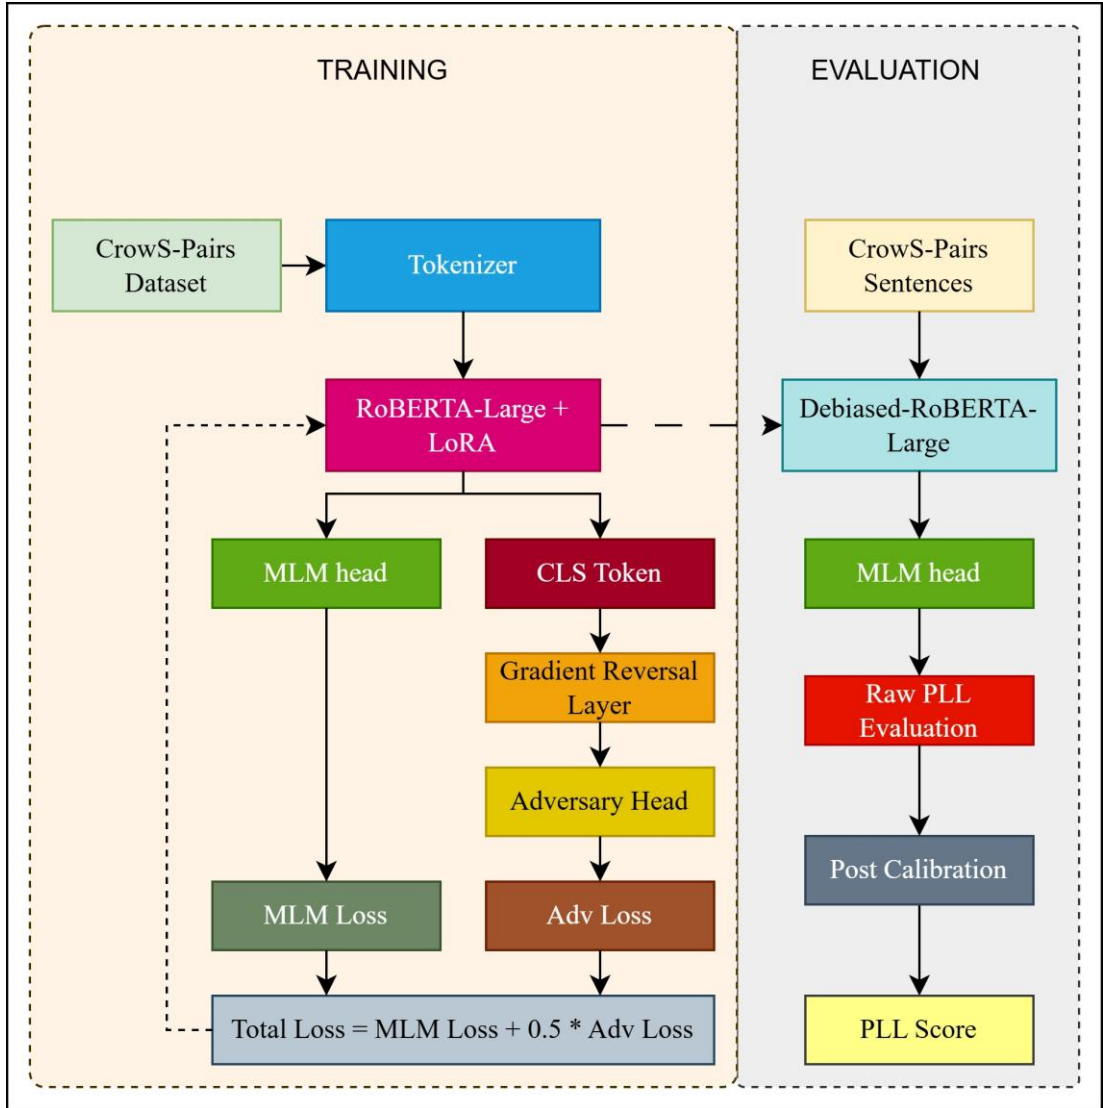 TRAINING
EVALUATION
CrowS-Pairs
Dataset
Tokenizer
CrowS-Pairs
Sentences
RoBERTA-Large +
LoRA
Debiased-RoBERTA-
Large
MLM head
CLS Token
MLM head
Gradient Reversal
Layer
Raw PLL
Evaluation
Adversary Head
Post Calibration
MLM Loss
Adv Loss
Total Loss = MLM Loss + 0.5 * Adv Loss
PLL Score